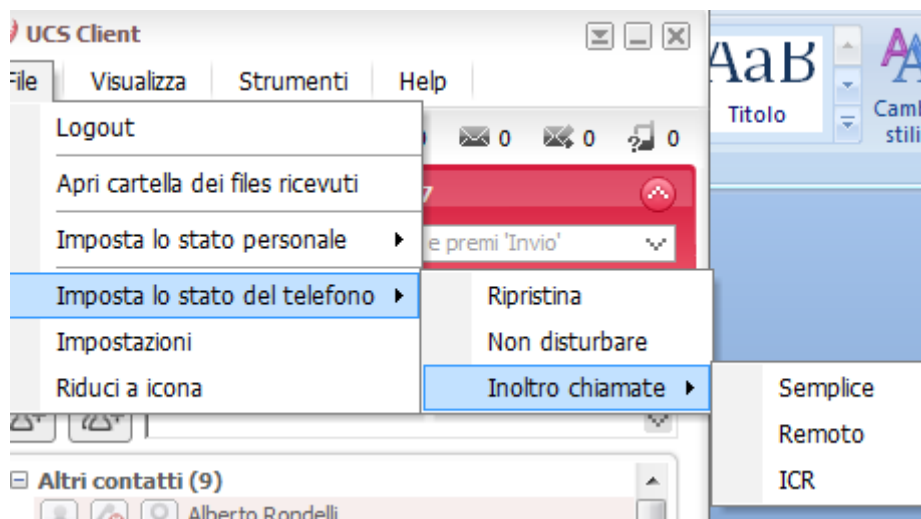 UCS Client
File Visualizza Strumenti Help
AaB
Titolo
stili
Logout
0 0 0
Apri cartella dei files ricevuti
7
Imposta lo stato personale
e premi 'Invio'
Imposta lo stato del telefono
Ripristina
Impostazioni
Non disturbare
Riduci a icona
Inoltro chiamate
Semplice
Remoto
ICR
Altri contatti (9)
Alberto Rondelli